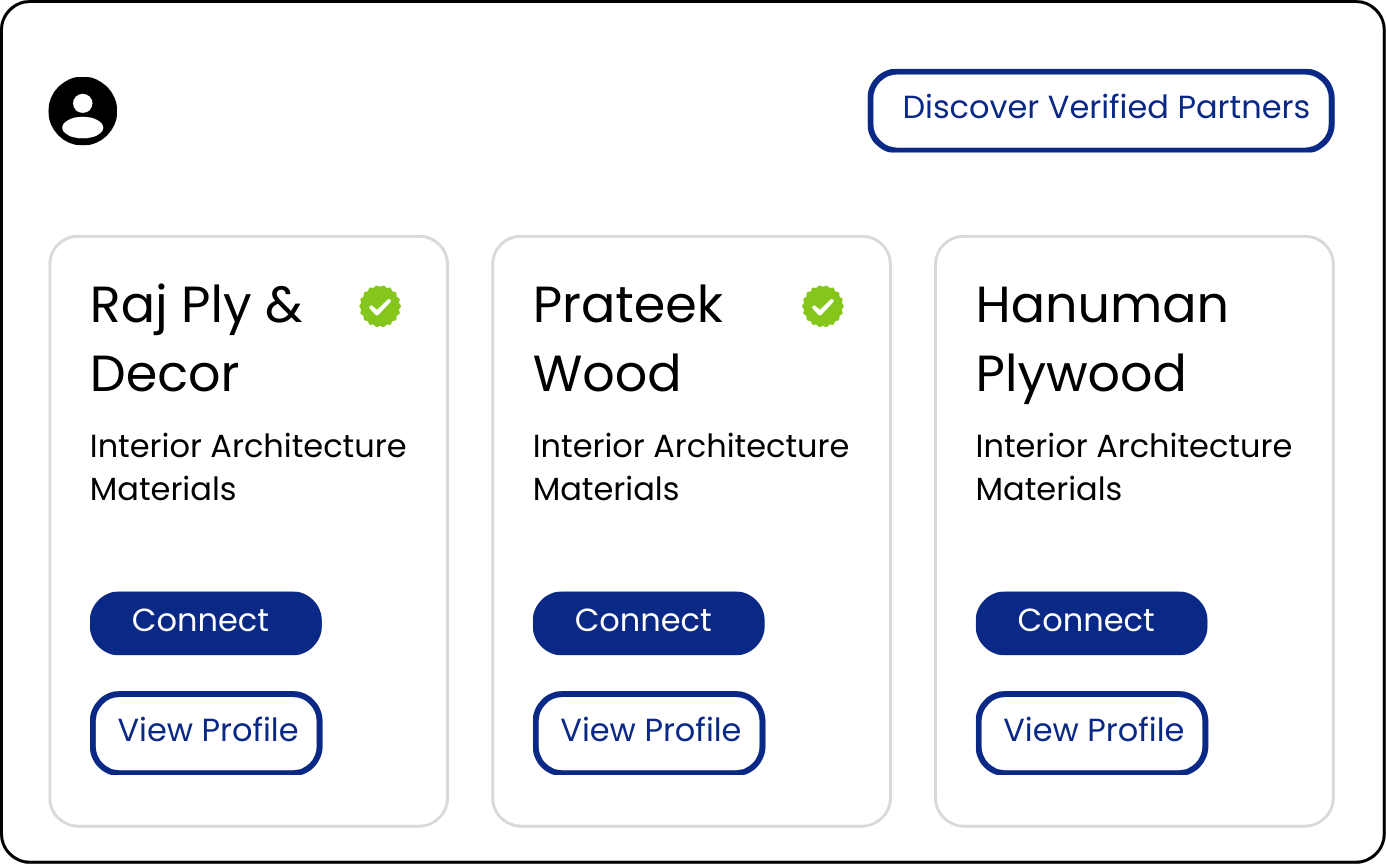 Discover Verified Partners
Raj Ply &
Decor
Interior Architecture
Materials
Connect
View Profile
Prateek
Wood
Interior Architecture
Materials
Connect
View Profile
Hanuman
Plywood
Interior Architecture
Materials
Connect
View Profile